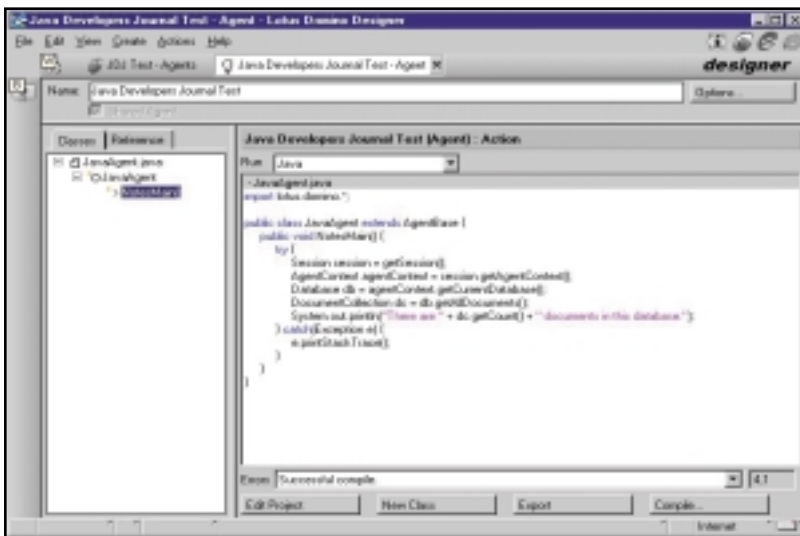 Java Developers Journal Test - Agent - Lotus Domino Designer
File Edit View Create Actions Help
JDJ Test - Agents
Java Developers Journal Test - Agent
designer
Name: Java Developers Journal Test
Options...
Shared Agent
Classes Reference
JavaAgent.java
JavaAgent
NotesMain()
Java Developers Journal Test (Agent) : Action
Run Java
- JavaAgent.java
import lotus.domino.*;
public class JavaAgent extends AgentBase {
public void NotesMain() {
try {
Session session = getSession();
AgentContext agentContext = session.getAgentContext();
Database db = agentContext.getCurrentDatabase();
DocumentCollection dc = db.getAllDocuments();
System.out.println("There are " + dc.getCount() + " documents in this database.");
} catch(Exception e) {
e.printStackTrace();
}
}
}
Errors Successful compile.
4,1
Edit Project New Class Export Compile...
Internet